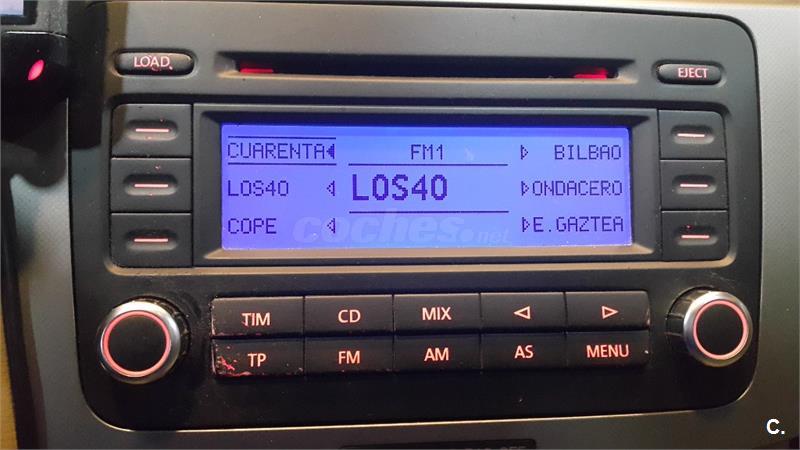 LOAD
EJECT
CUARENTA FM1 BILBAO
LOS40 LOS40 ONDACERO
COPE E.GAZTEA
coches.net
TIM CD MIX
TP FM AM AS MENU
C.